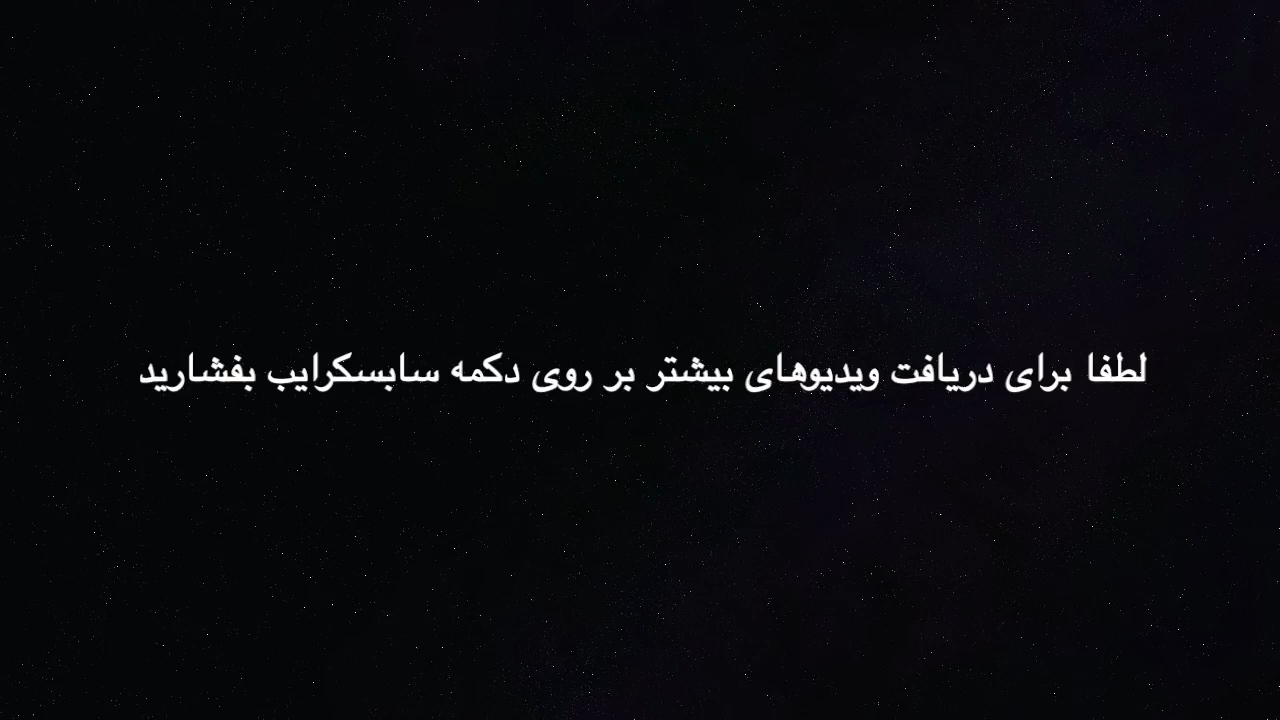 لطفا برای دریافت ویدیوهای بیشتر بر روی دکمه سابسکرایب بفشارید